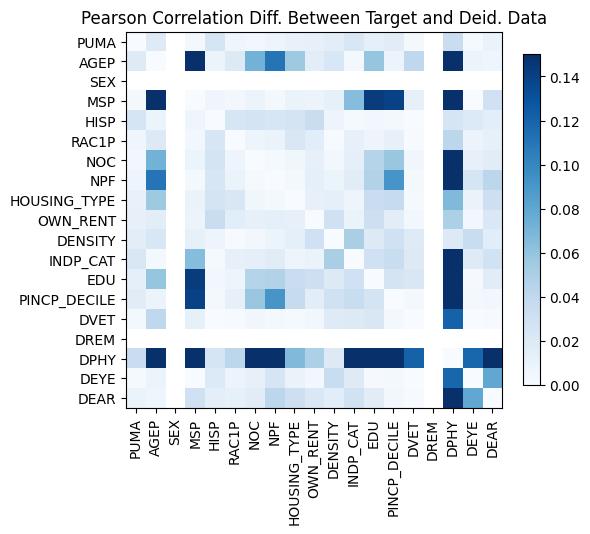 Pearson Correlation Diff. Between Target and Deid. Data
PUMA
AGEP
SEX
MSP
HISP
RAC1P
NOC
NPF
HOUSING_TYPE
OWN_RENT
DENSITY
INDP_CAT
EDU
PINCP_DECILE
DVET
DREM
DPHY
DEYE
DEAR
PUMA
AGEP
SEX
MSP
HISP
RAC1P
NOC
NPF
HOUSING_TYPE
OWN_RENT
DENSITY
INDP_CAT
EDU
PINCP_DECILE
DVET
DREM
DPHY
DEYE
DEAR
0.14
0.12
0.10
0.08
0.06
0.04
0.02
0.00